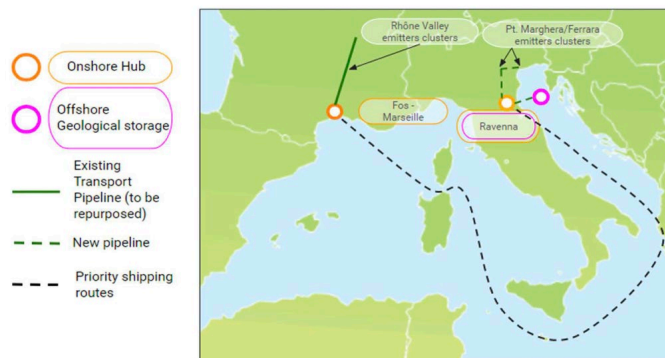 Onshore Hub
Offshore
Geological storage
Existing
Transport
Pipeline (to be
repurposed)
New pipeline
Priority shipping
routes
Rhône Valley
emitters clusters
Pt. Marghera/Ferrara
emitters clusters
Fos -
Marseille
Ravenna